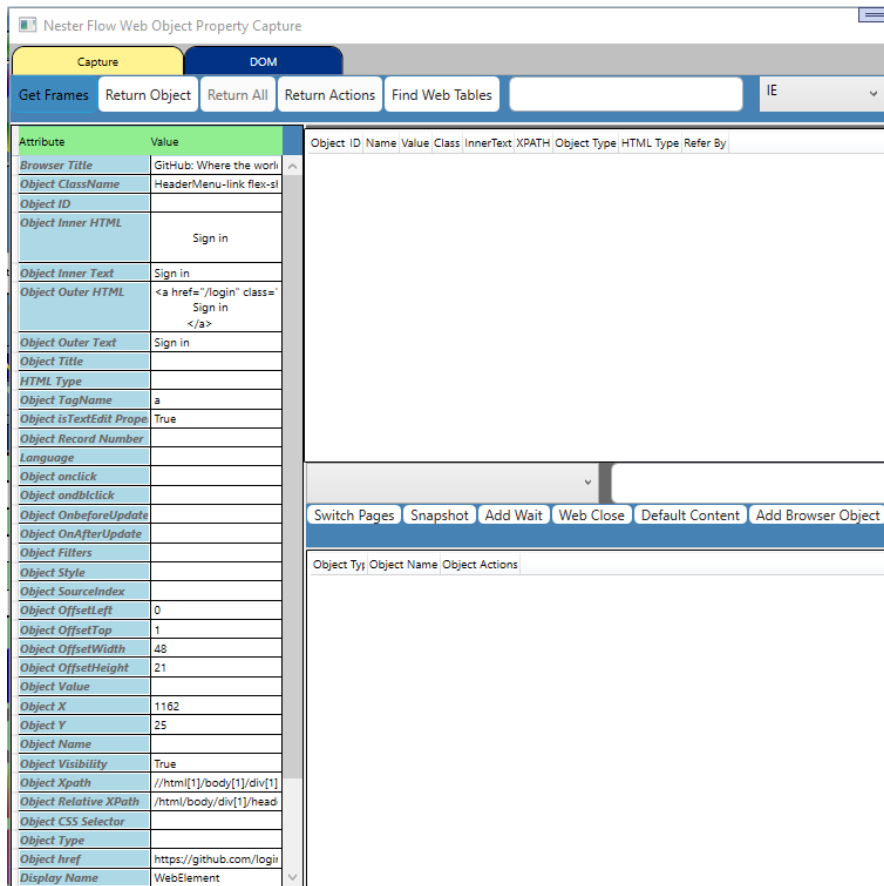 Nester Flow Web Object Property Capture
Capture DOM
Get Frames Return Object Return All Return Actions Find Web Tables IE
Attribute Value
Browser Title GitHub: Where the worl
Object ClassName HeaderMenu-link flex-sl
Object ID
Object Inner HTML
Sign in
Object Inner Text Sign in
Object Outer HTML <a href="/login" class='
Sign in
</a>
Object Outer Text Sign in
Object Title
HTML Type
Object TagName a
Object isTextEdit Prope True
Object Record Number
Language
Object onclick
Object ondblclick
Object OnbeforeUpdate
Object OnAfterUpdate
Object Filters
Object Style
Object SourceIndex
Object OffsetLeft 0
Object OffsetTop 1
Object OffsetWidth 48
Object OffsetHeight 21
Object Value
Object X 1162
Object Y 25
Object Name
Object Visibility True
Object Xpath //html[1]/body[1]/div[1]
Object Relative XPath /html/body/div[1]/head
Object CSS Selector
Object Type
Object href https://github.com/login
Display Name WebElement
Object ID Name Value Class InnerText XPATH Object Type HTML Type Refer By
Switch Pages Snapshot Add Wait Web Close Default Content Add Browser Object
Object Typ Object Name Object Actions